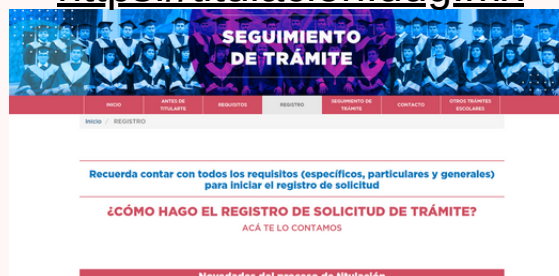 SEGUIMIENTO
DE TRÁMITE
INICIO
ANTES DE
TITULARTE
REQUISITOS
REGISTRO
SEGUIMIENTO DE
TRÁMITE
CONTACTO
OTROS TRÁMITES
ESCOLARES
Inicio / REGISTRO
Recuerda contar con todos los requisitos (específicos, particulares y generales)
para iniciar el registro de solicitud
¿CÓMO HAGO EL REGISTRO DE SOLICITUD DE TRÁMITE?
ACÁ TE LO CONTAMOS
Novedades del proceso de titulación